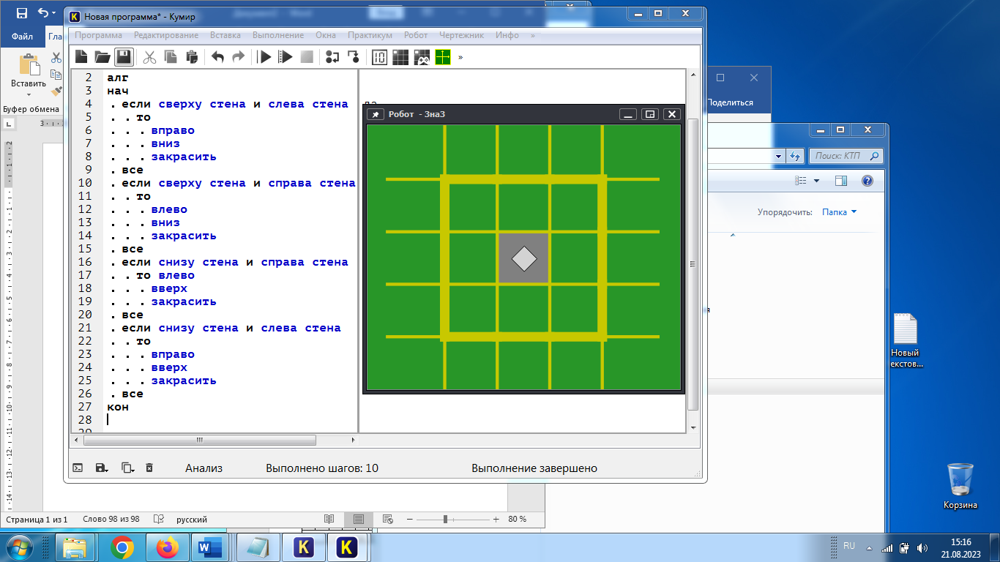 Новая программа* - Кумир
Файл
Гла
Вставить
Буфер обмена
Программа Редактирование Вставка Выполнение Окна Практикум Робот Чертежник Инфо »
2 алг
3 нач
4 . если сверху стена и слева стена
5 . . то
6 . . . вправо
7 . . . вниз
8 . . . закрасить
9 . все
10 . если сверху стена и справа стена
11 . . то
12 . . . влево
13 . . . вниз
14 . . . закрасить
15 . все
16 . если снизу стена и справа стена
17 . . то влево
18 . . . вверх
19 . . . закрасить
20 . все
21 . если снизу стена и слева стена
22 . . то
23 . . . вправо
24 . . . вверх
25 . . . закрасить
26 . все
27 кон
28
Робот - Зна3
Анализ Выполнено шагов: 10 Выполнение завершено
Поделиться
Поиск: КТП
Упорядочить: Папка
Новый
екстов...
Корзина
Страница 1 из 1 Слово 98 из 98 русский 80 %
RU
15:16
21.08.2023